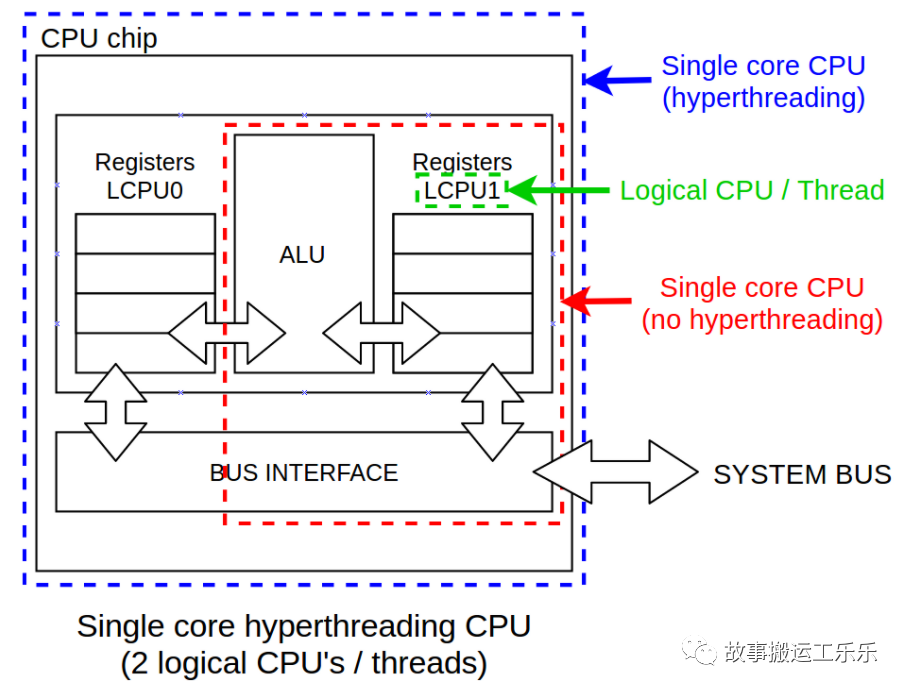 CPU chip
Single core CPU
(hyperthreading)
Registers
LCPU0
Registers
LCPU1
Logical CPU / Thread
ALU
Single core CPU
(no hyperthreading)
BUS INTERFACE
SYSTEM BUS
Single core hyperthreading CPU
(2 logical CPU's / threads)
故事搬运工乐乐